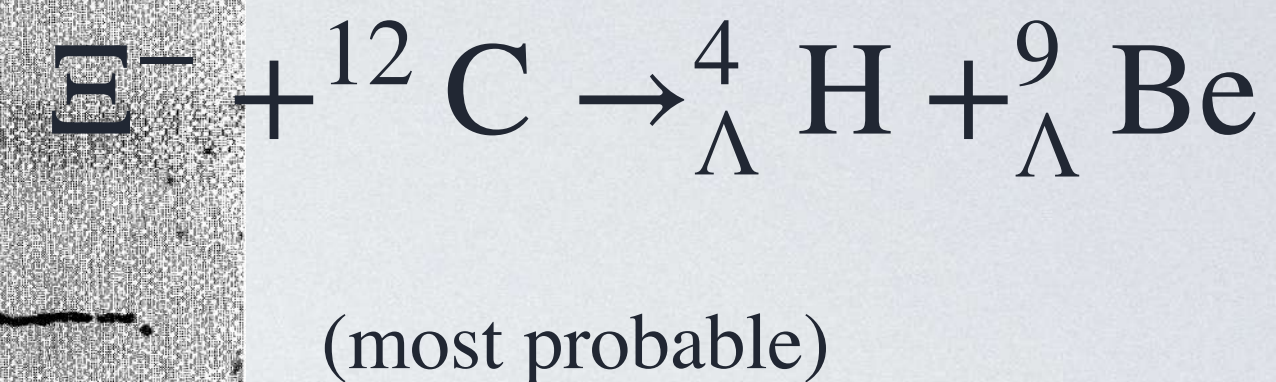 Ξ⁻ + ¹²C → ⁴_ΛH + ⁹_ΛBe
(most probable)